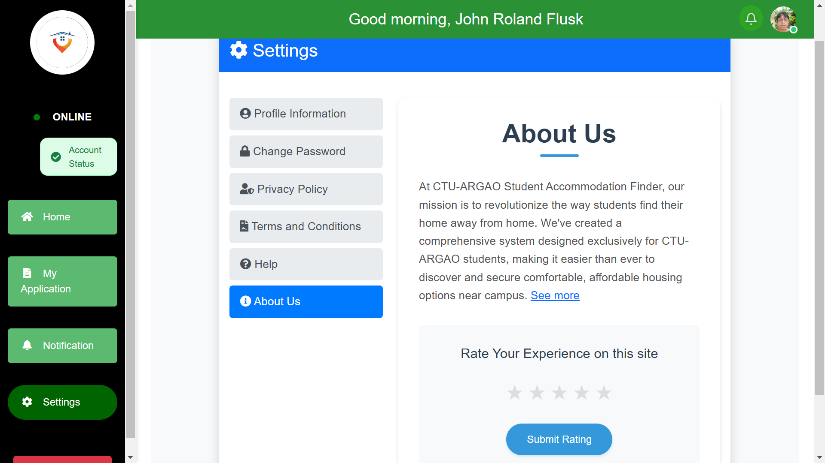 Good morning, John Roland Flusk
ONLINE
Account
Status
Home
My
Application
Notification
Settings
Settings
Profile Information
Change Password
Privacy Policy
Terms and Conditions
Help
About Us
About Us
At CTU-ARGAO Student Accommodation Finder, our
mission is to revolutionize the way students find their
home away from home. We've created a
comprehensive system designed exclusively for CTU-
ARGAO students, making it easier than ever to
discover and secure comfortable, affordable housing
options near campus. See more
Rate Your Experience on this site
Submit Rating